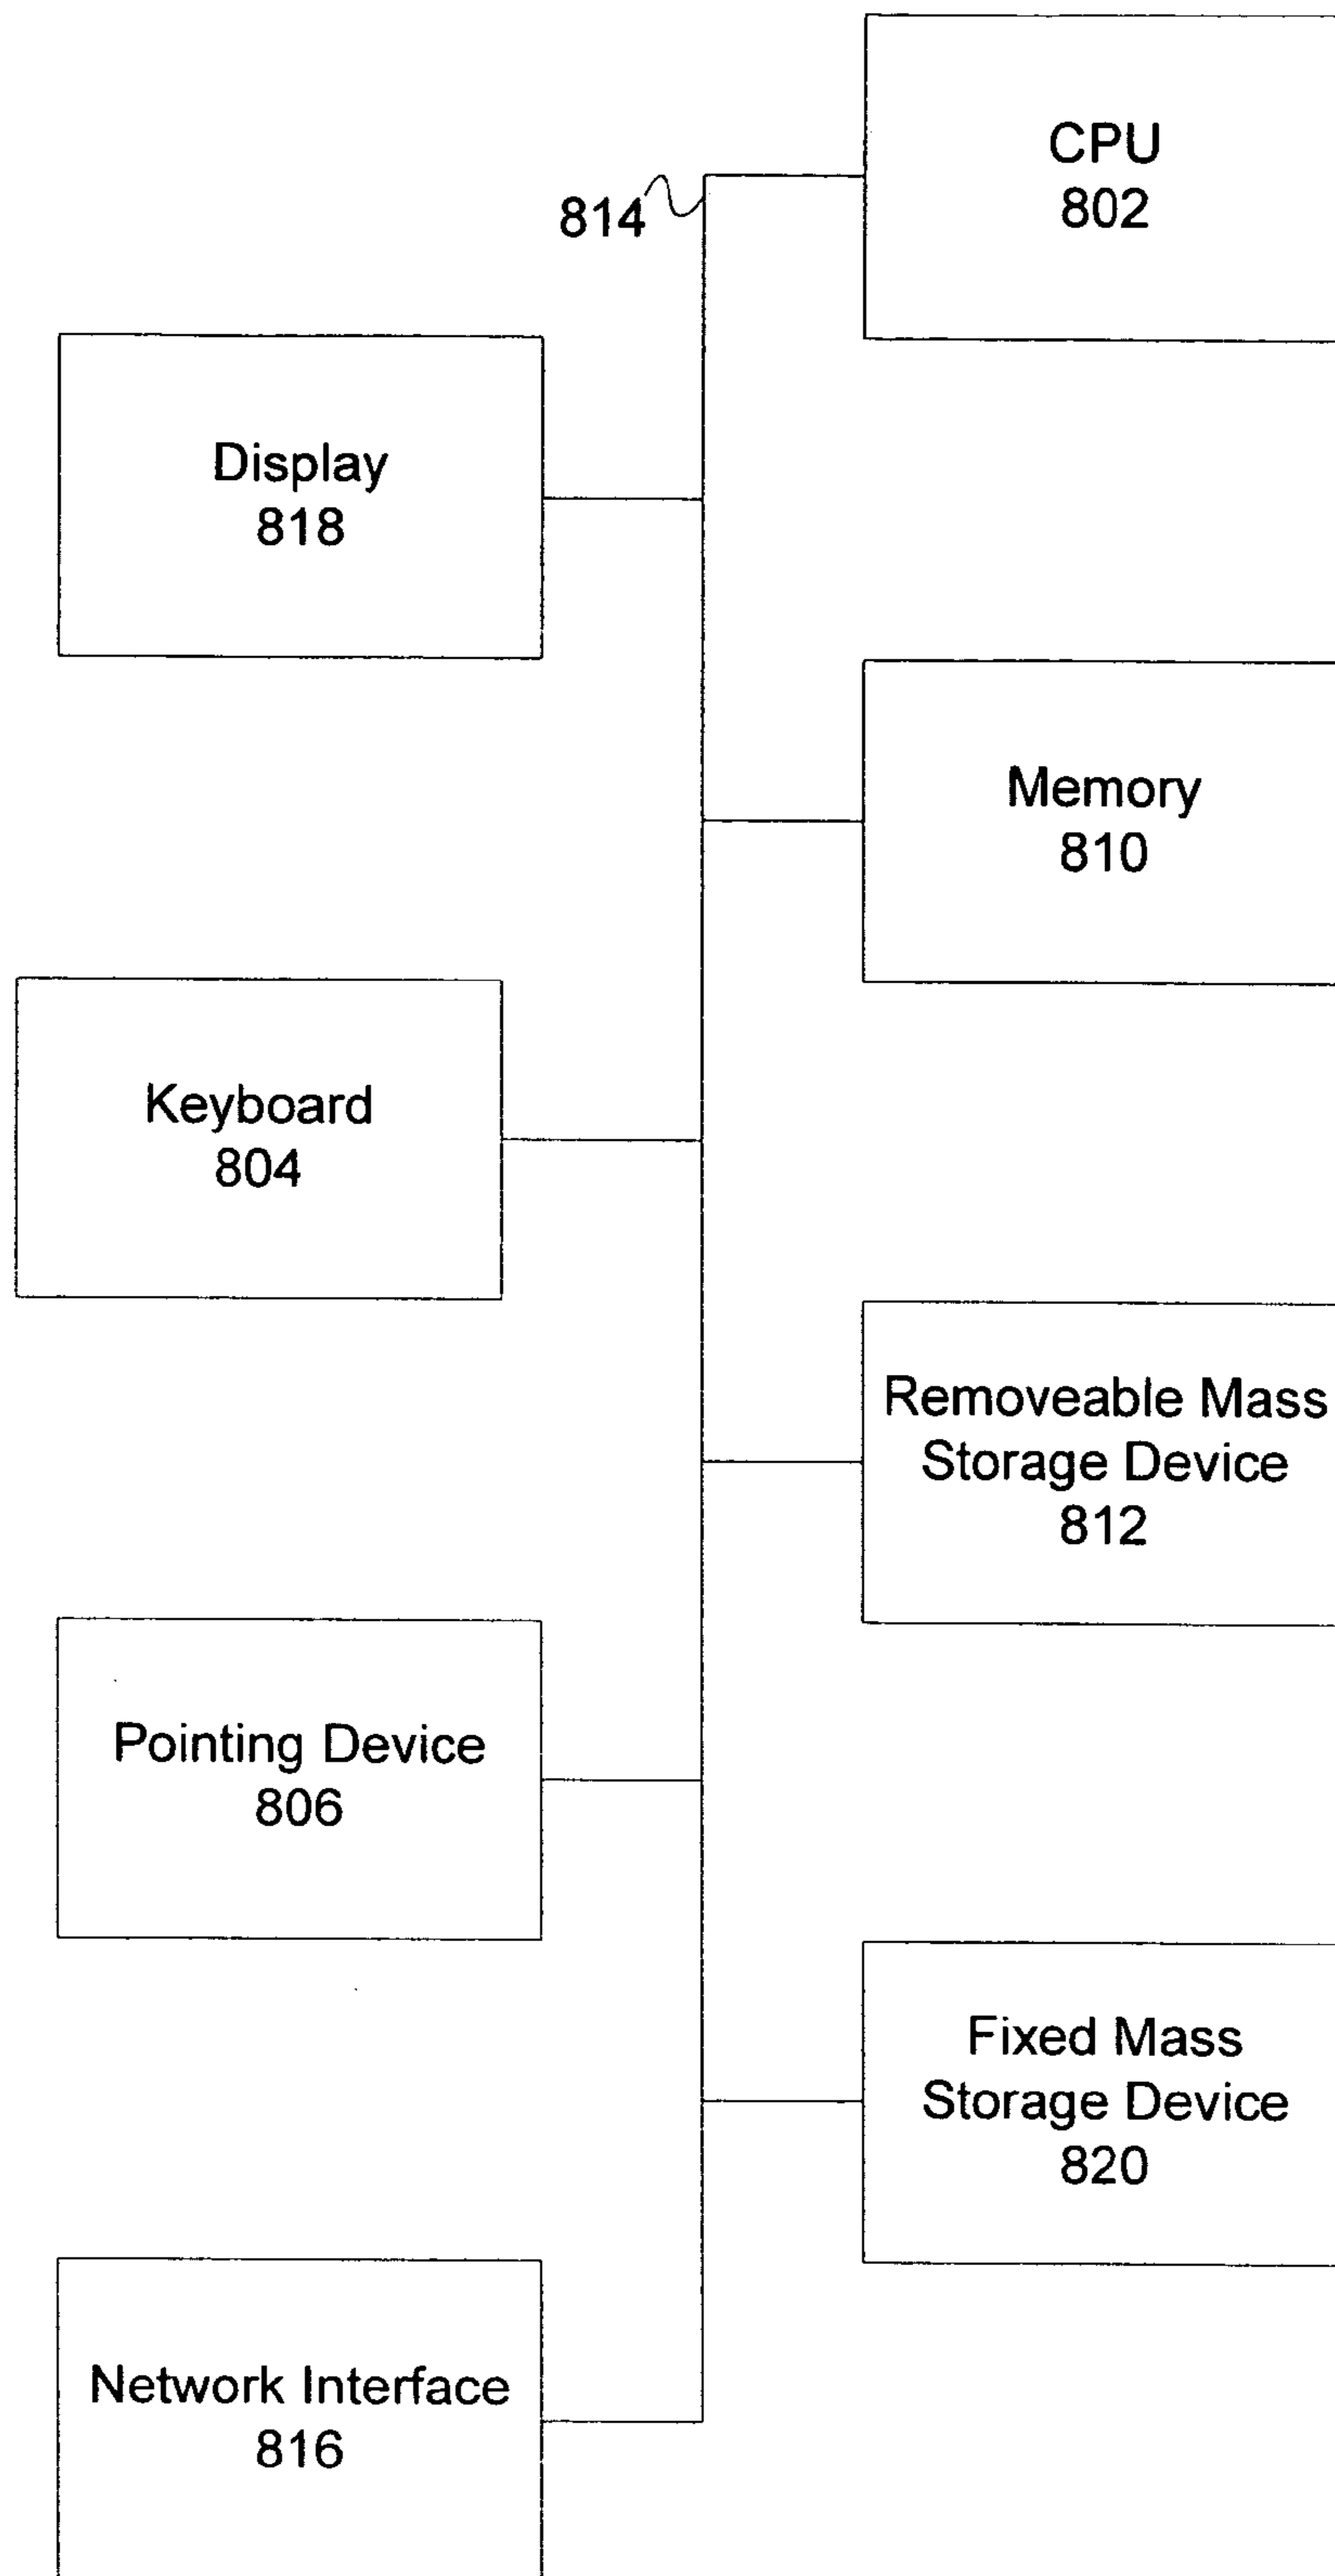 CPU
802
814
Display
818
Memory
810
Keyboard
804
Removeable Mass
Storage Device
812
Pointing Device
806
Fixed Mass
Storage Device
820
Network Interface
816